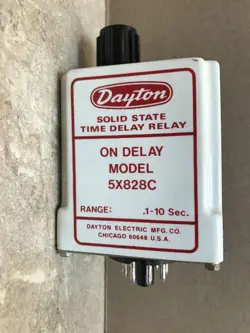 Dayton
SOLID STATE
TIME DELAY RELAY
ON DELAY
MODEL
5X828C
RANGE: .1-10 Sec.
DAYTON ELECTRIC MFG. CO.
CHICAGO 60648 U.S.A.